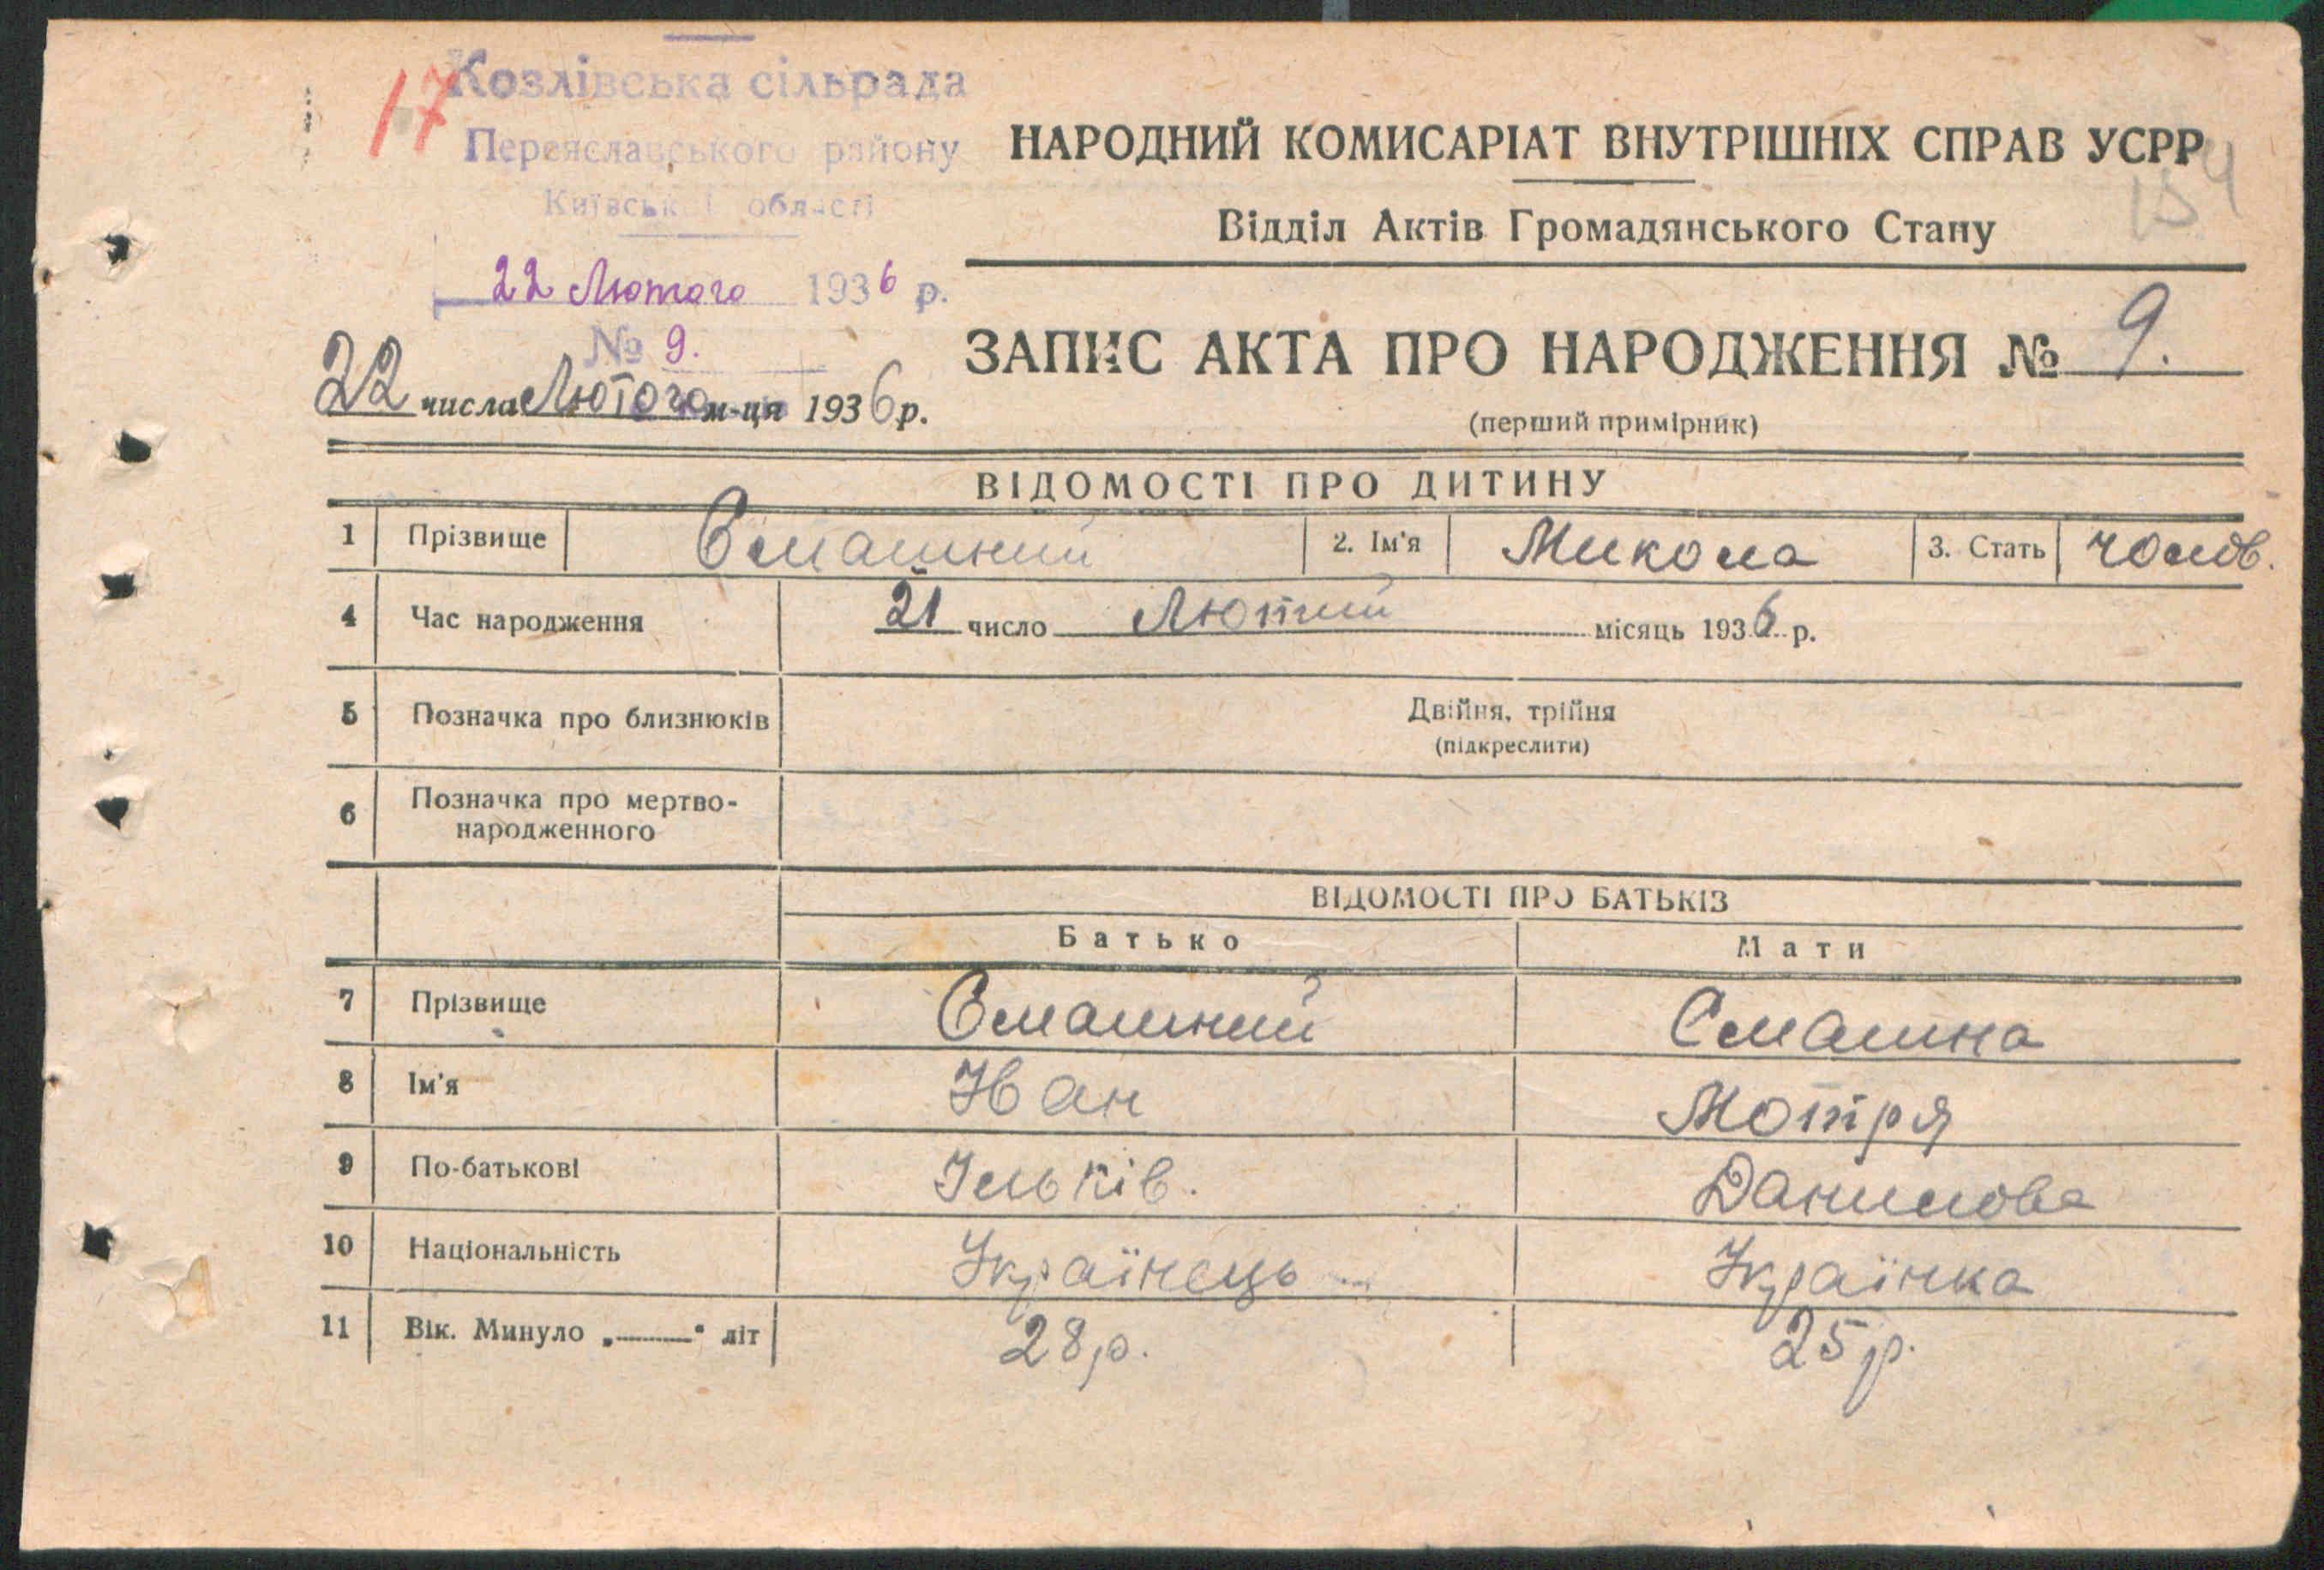 17
Козлівська сільрада
Переяславського району
Київської області
22 Лютого 1936 р.
№ 9.
154
НАРОДНИЙ КОМИСАРІАТ ВНУТРІШНІХ СПРАВ УСРР
Відділ Актів Громадянського Стану
22 числа Лютого м-ця 1936 р.
ЗАПИС АКТА ПРО НАРОДЖЕННЯ № 9.
(перший примірник)
ВІДОМОСТІ ПРО ДИТИНУ
1 Прізвище Смашний 2. Ім'я Микола 3. Стать чолов.
4 Час народження 21 число Лютий місяць 1936 р.
5 Позначка про близнюків Двійня, трійня
(підкреслити)
6 Позначка про мертво-
народженного
ВІДОМОСТІ ПРО БАТЬКІВ
Батько Мати
7 Прізвище Смашний Смашна
8 Ім'я Іван Мотря
9 По-батькові Ільків. Данилова
10 Національність Українець Українка
11 Вік. Минуло „——“ літ 28 р. 25 р.